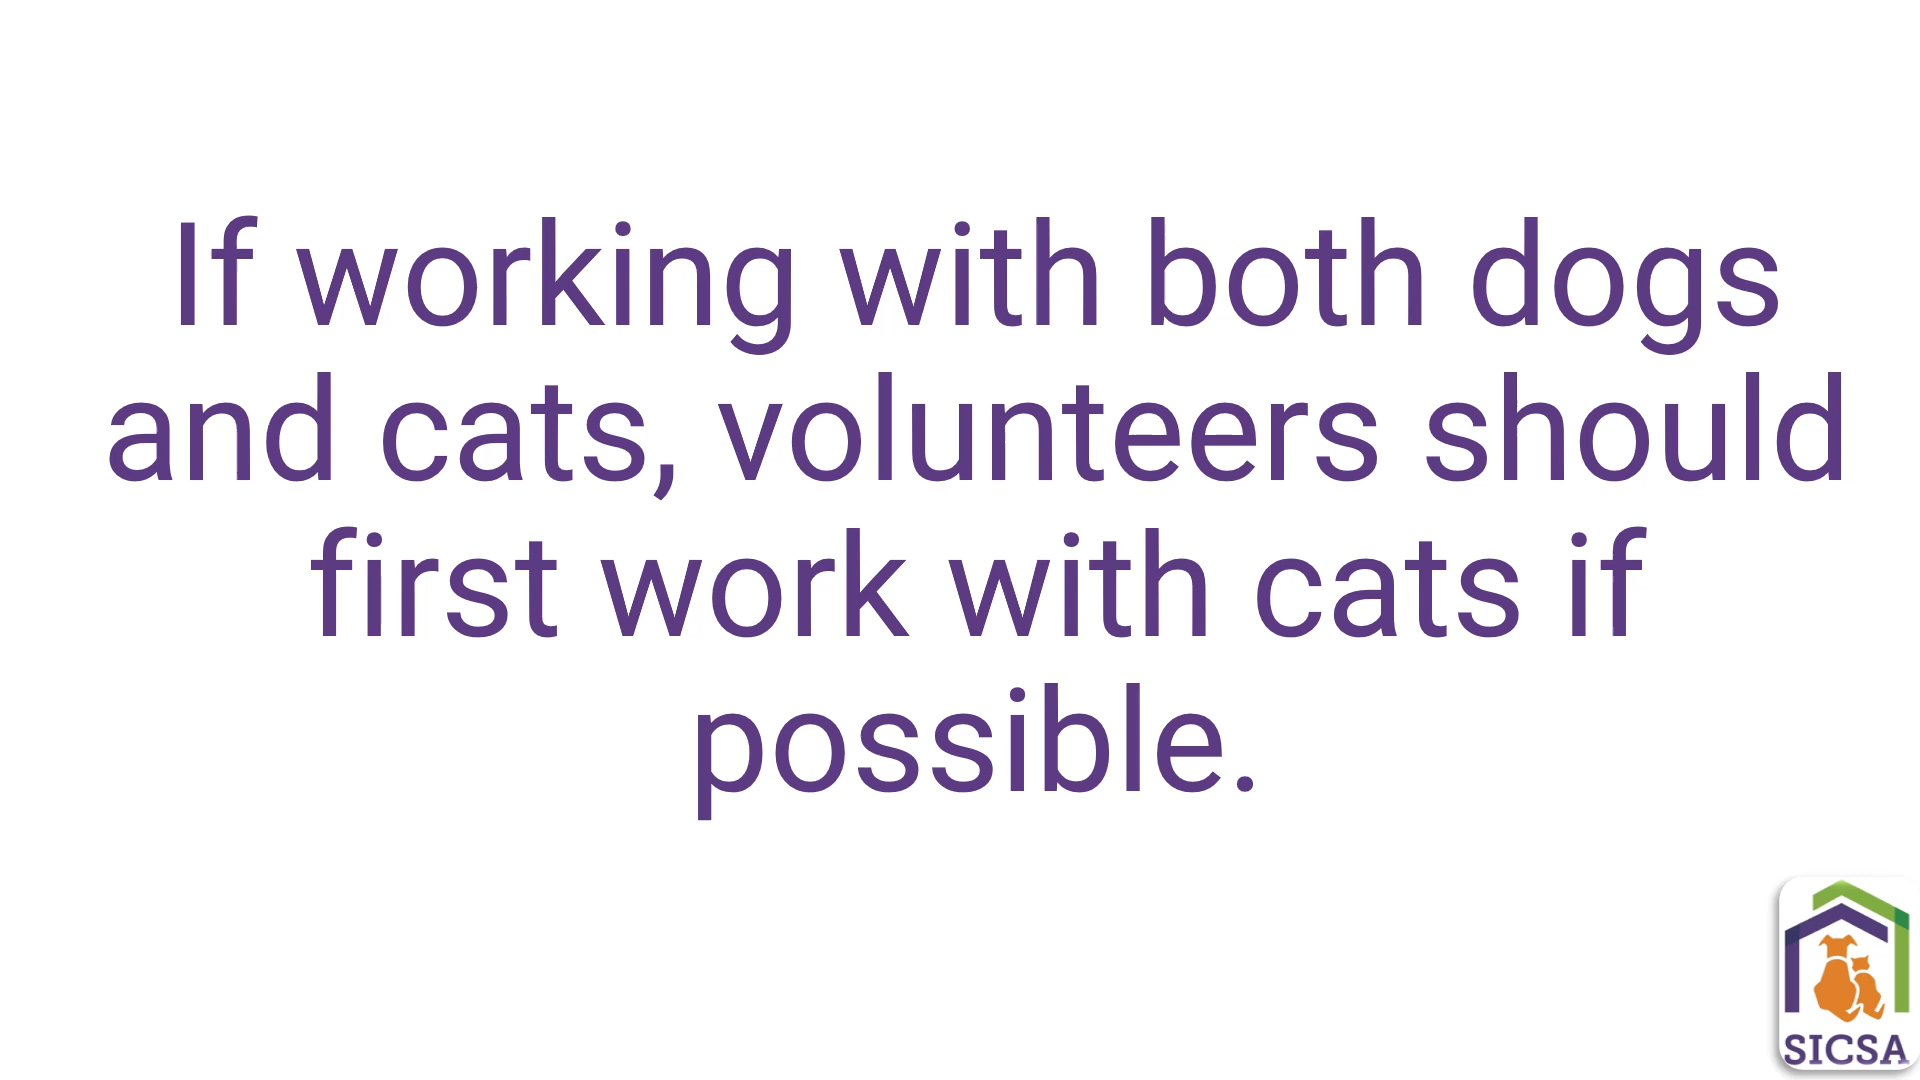 If working with both dogs
and cats, volunteers should
first work with cats if
possible.
SICSA